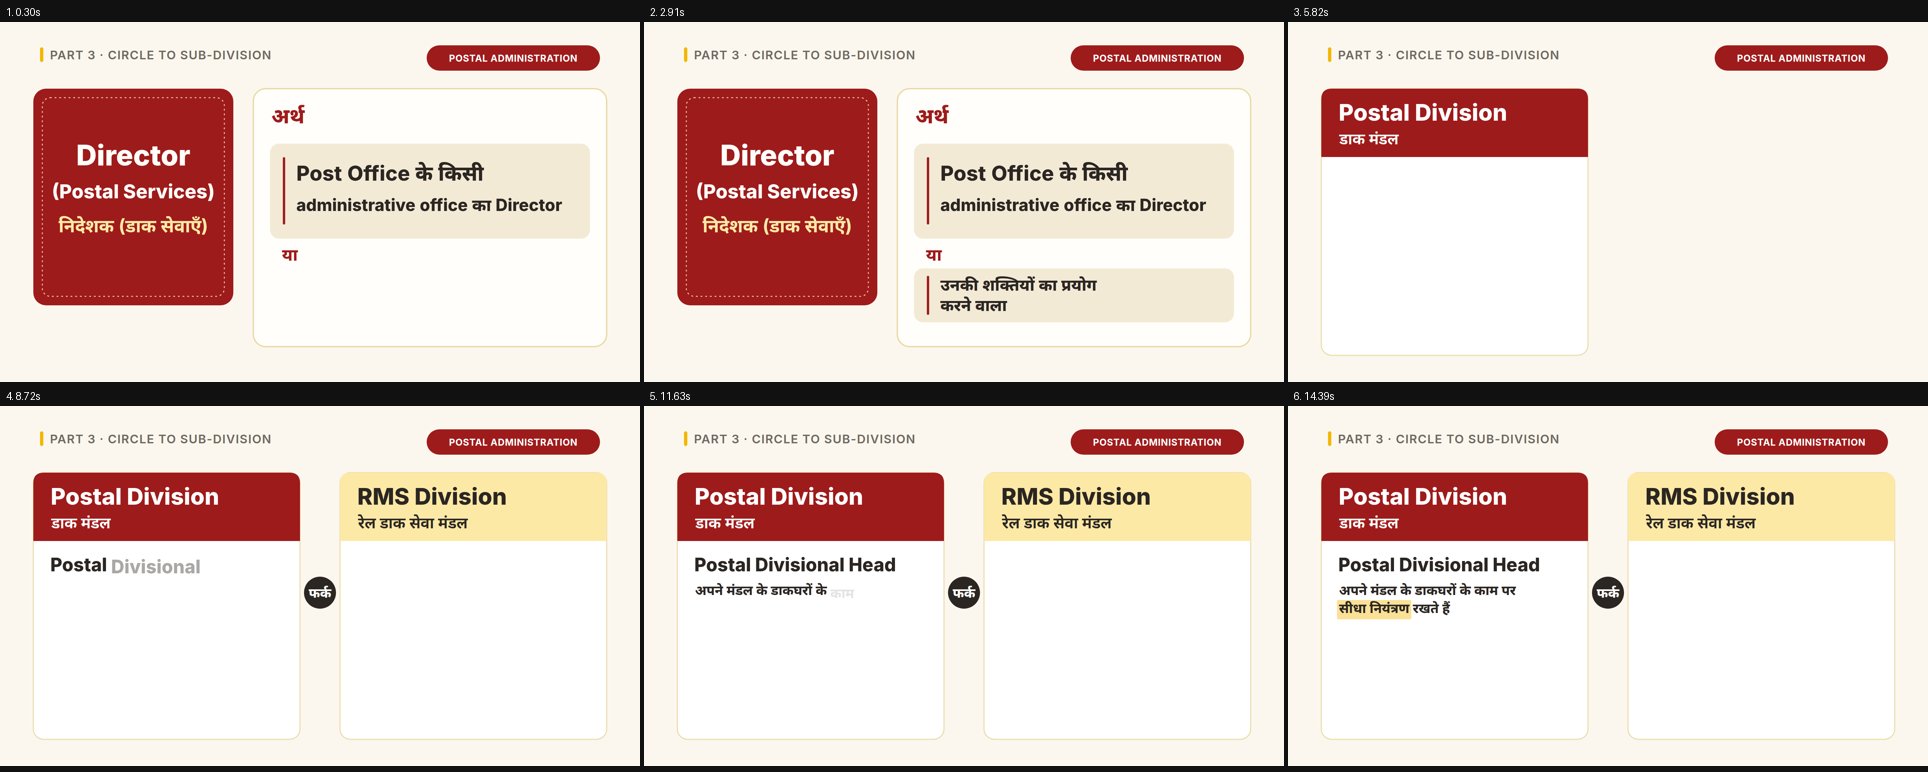 1. 0.30s
PART 3 · CIRCLE TO SUB-DIVISION
POSTAL ADMINISTRATION
Director
(Postal Services)
निदेशक (डाक सेवाएँ)
अर्थ
Post Office के किसी
administrative office का Director
या
2. 2.91s
PART 3 · CIRCLE TO SUB-DIVISION
POSTAL ADMINISTRATION
Director
(Postal Services)
निदेशक (डाक सेवाएँ)
अर्थ
Post Office के किसी
administrative office का Director
या
उनकी शक्तियों का प्रयोग
करने वाला
3. 5.82s
PART 3 · CIRCLE TO SUB-DIVISION
POSTAL ADMINISTRATION
Postal Division
डाक मंडल
4. 8.72s
PART 3 · CIRCLE TO SUB-DIVISION
POSTAL ADMINISTRATION
Postal Division
डाक मंडल
Postal Divisional
फर्क
RMS Division
रेल डाक सेवा मंडल
5. 11.63s
PART 3 · CIRCLE TO SUB-DIVISION
POSTAL ADMINISTRATION
Postal Division
डाक मंडल
Postal Divisional Head
अपने मंडल के डाकघरों के काम
फर्क
RMS Division
रेल डाक सेवा मंडल
6. 14.39s
PART 3 · CIRCLE TO SUB-DIVISION
POSTAL ADMINISTRATION
Postal Division
डाक मंडल
Postal Divisional Head
अपने मंडल के डाकघरों के काम पर
सीधा नियंत्रण रखते हैं
फर्क
RMS Division
रेल डाक सेवा मंडल